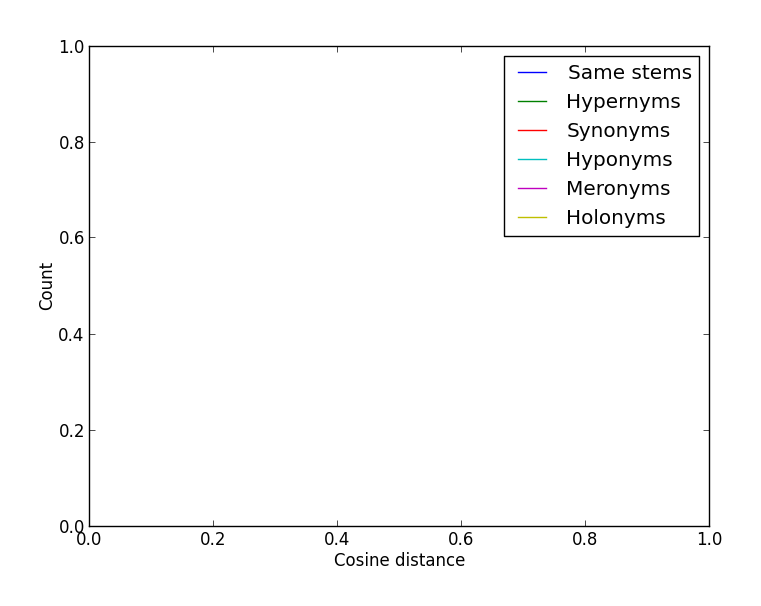 1.0
0.8
0.6
0.4
0.2
0.0
Count
0.0 0.2 0.4 0.6 0.8 1.0
Cosine distance
Same stems
Hypernyms
Synonyms
Hyponyms
Meronyms
Holonyms